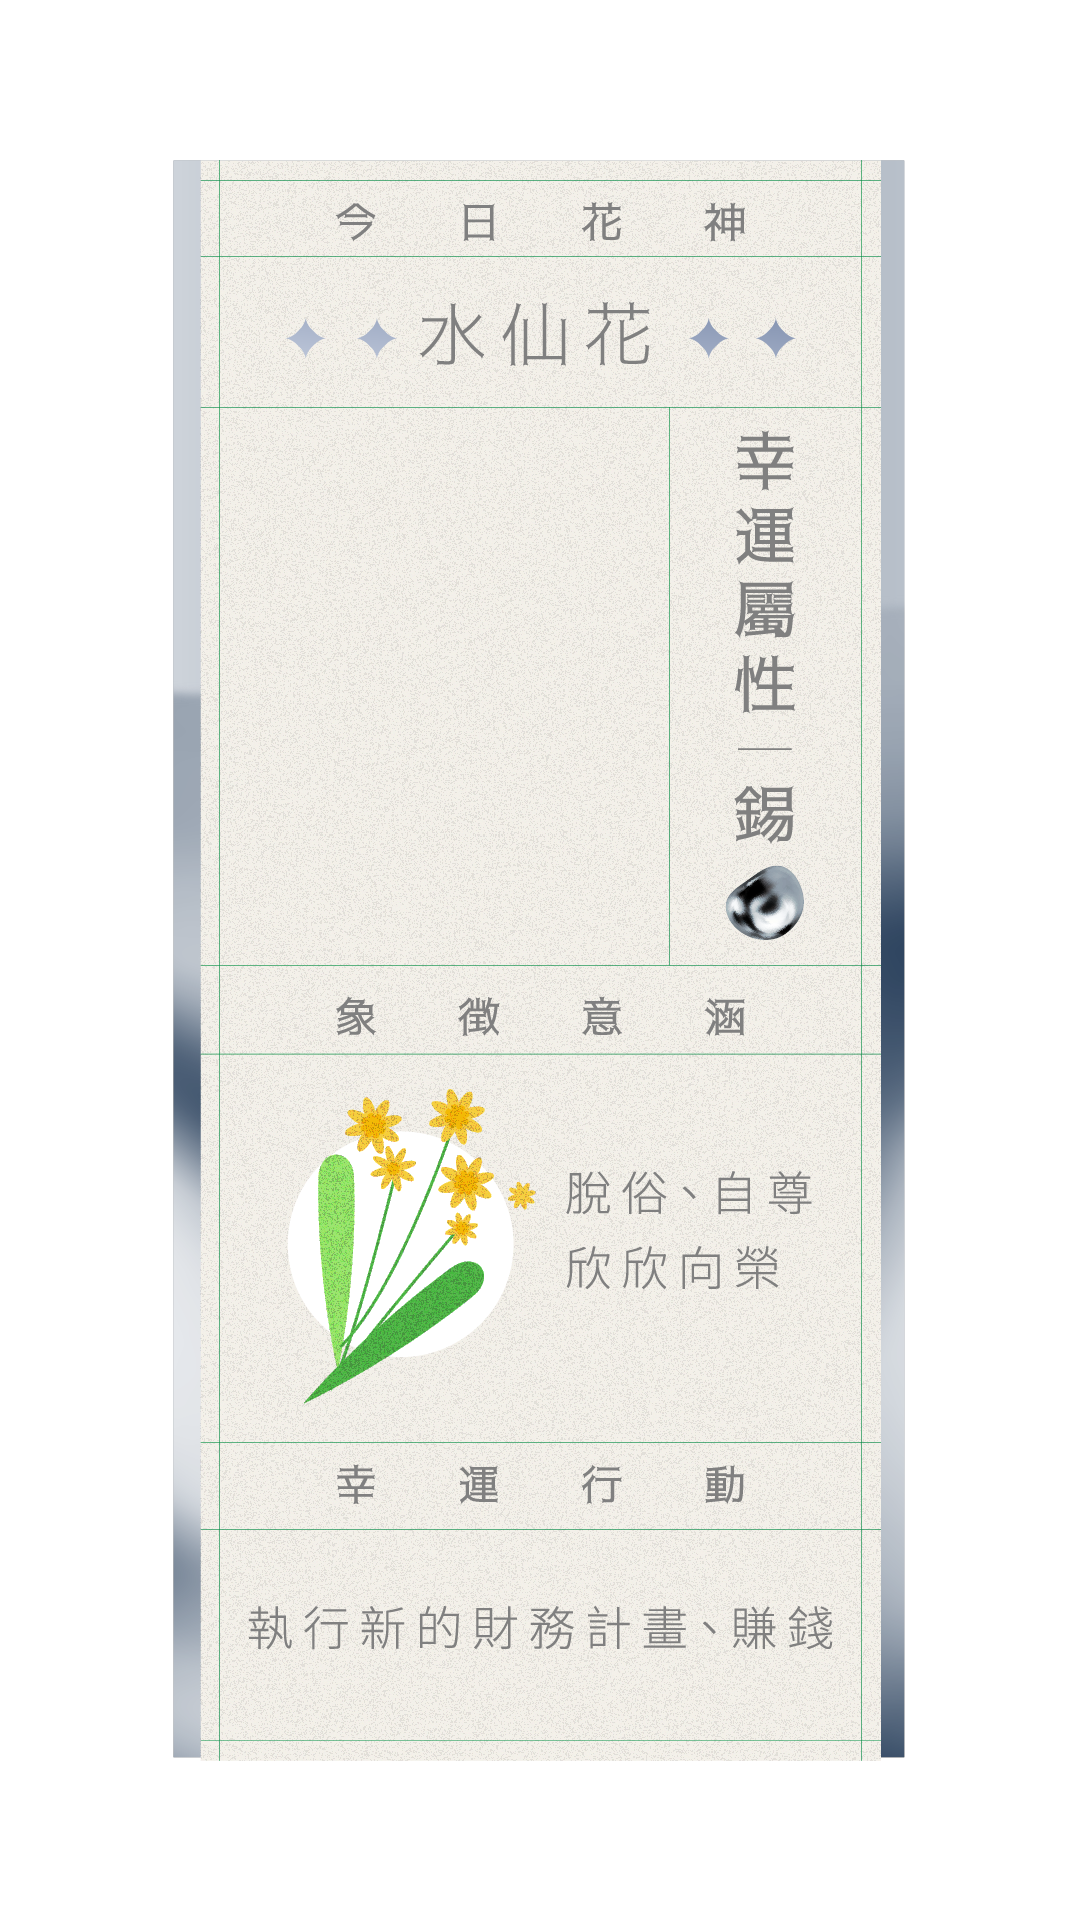 今日花神
水仙花
幸運屬性｜錫
象徵意涵
脫俗、自尊
欣欣向榮
幸運行動
執行新的財務計畫、賺錢